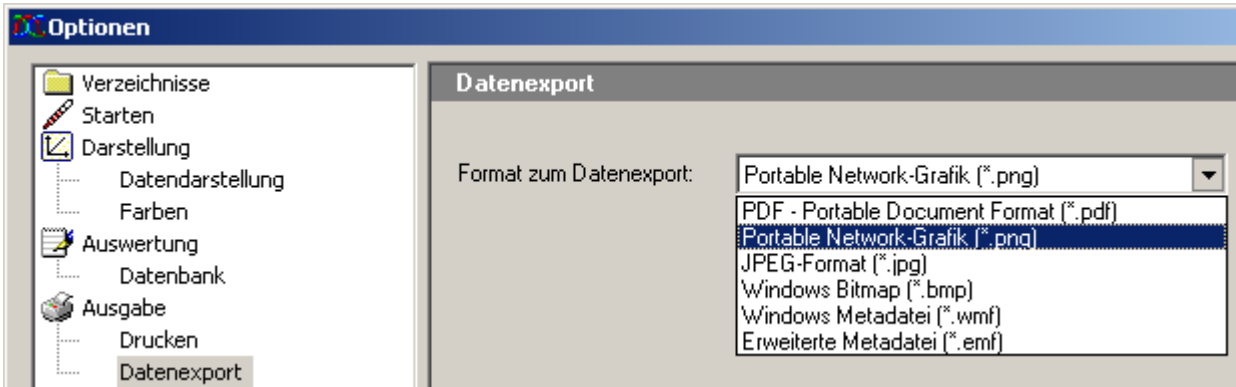 Optionen
Verzeichnisse
Starten
Darstellung
Datendarstellung
Farben
Auswertung
Datenbank
Ausgabe
Drucken
Datenexport
Datenexport
Format zum Datenexport: Portable Network-Grafik (*.png)
PDF - Portable Document Format (*.pdf)
Portable Network-Grafik (*.png)
JPEG-Format (*.jpg)
Windows Bitmap (*.bmp)
Windows Metadatei (*.wmf)
Erweiterte Metadatei (*.emf)